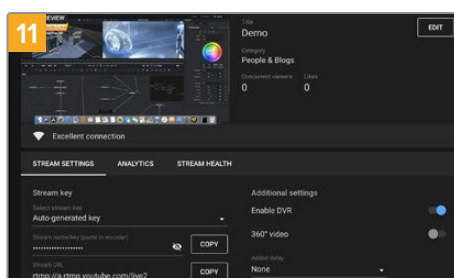 11
PREVIEW
Title
Demo
EDIT
Category
People & Blogs
Concurrent viewers Likes
0 0
Excellent connection
STREAM SETTINGS ANALYTICS STREAM HEALTH
Stream key Additional settings
Select stream key
Auto-generated key
Enable DVR
Stream name/key (paste in encoder)
•••••••••••••••••••
COPY
360° video
Stream URL
rtmp://a.rtmp.youtube.com/live2
COPY
Added delay
None